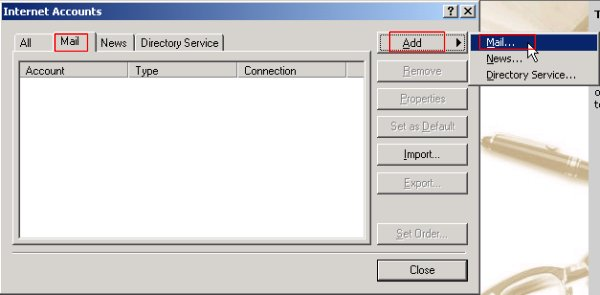 Internet Accounts
All Mail News Directory Service
Account Type Connection
Add
Remove
Properties
Set as Default
Import...
Export...
Set Order...
Close
Mail...
News...
Directory Service...
T
o
t